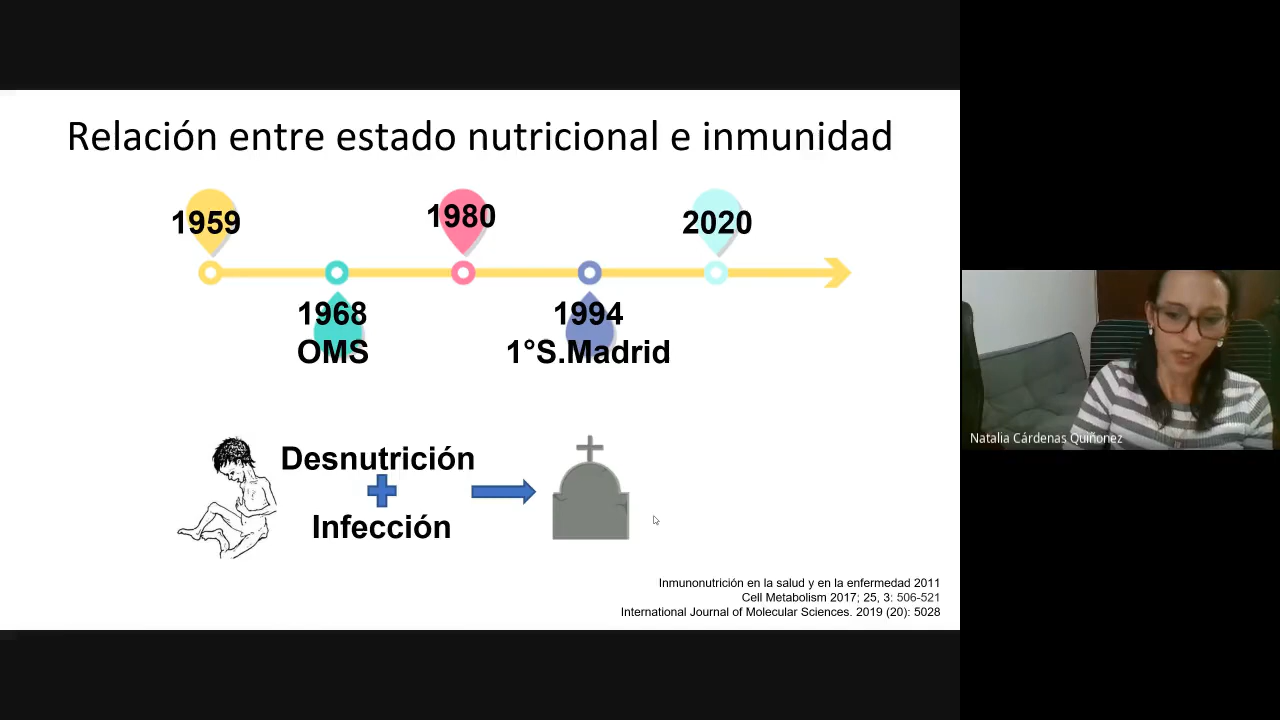 Relación entre estado nutricional e inmunidad
1959
1980
2020
1968
OMS
1994
1°S.Madrid
Desnutrición
Infección
Inmunonutrición en la salud y en la enfermedad 2011
Cell Metabolism 2017; 25, 3: 506-521
International Journal of Molecular Sciences. 2019 (20): 5028
Natalia Cárdenas Quiñonez